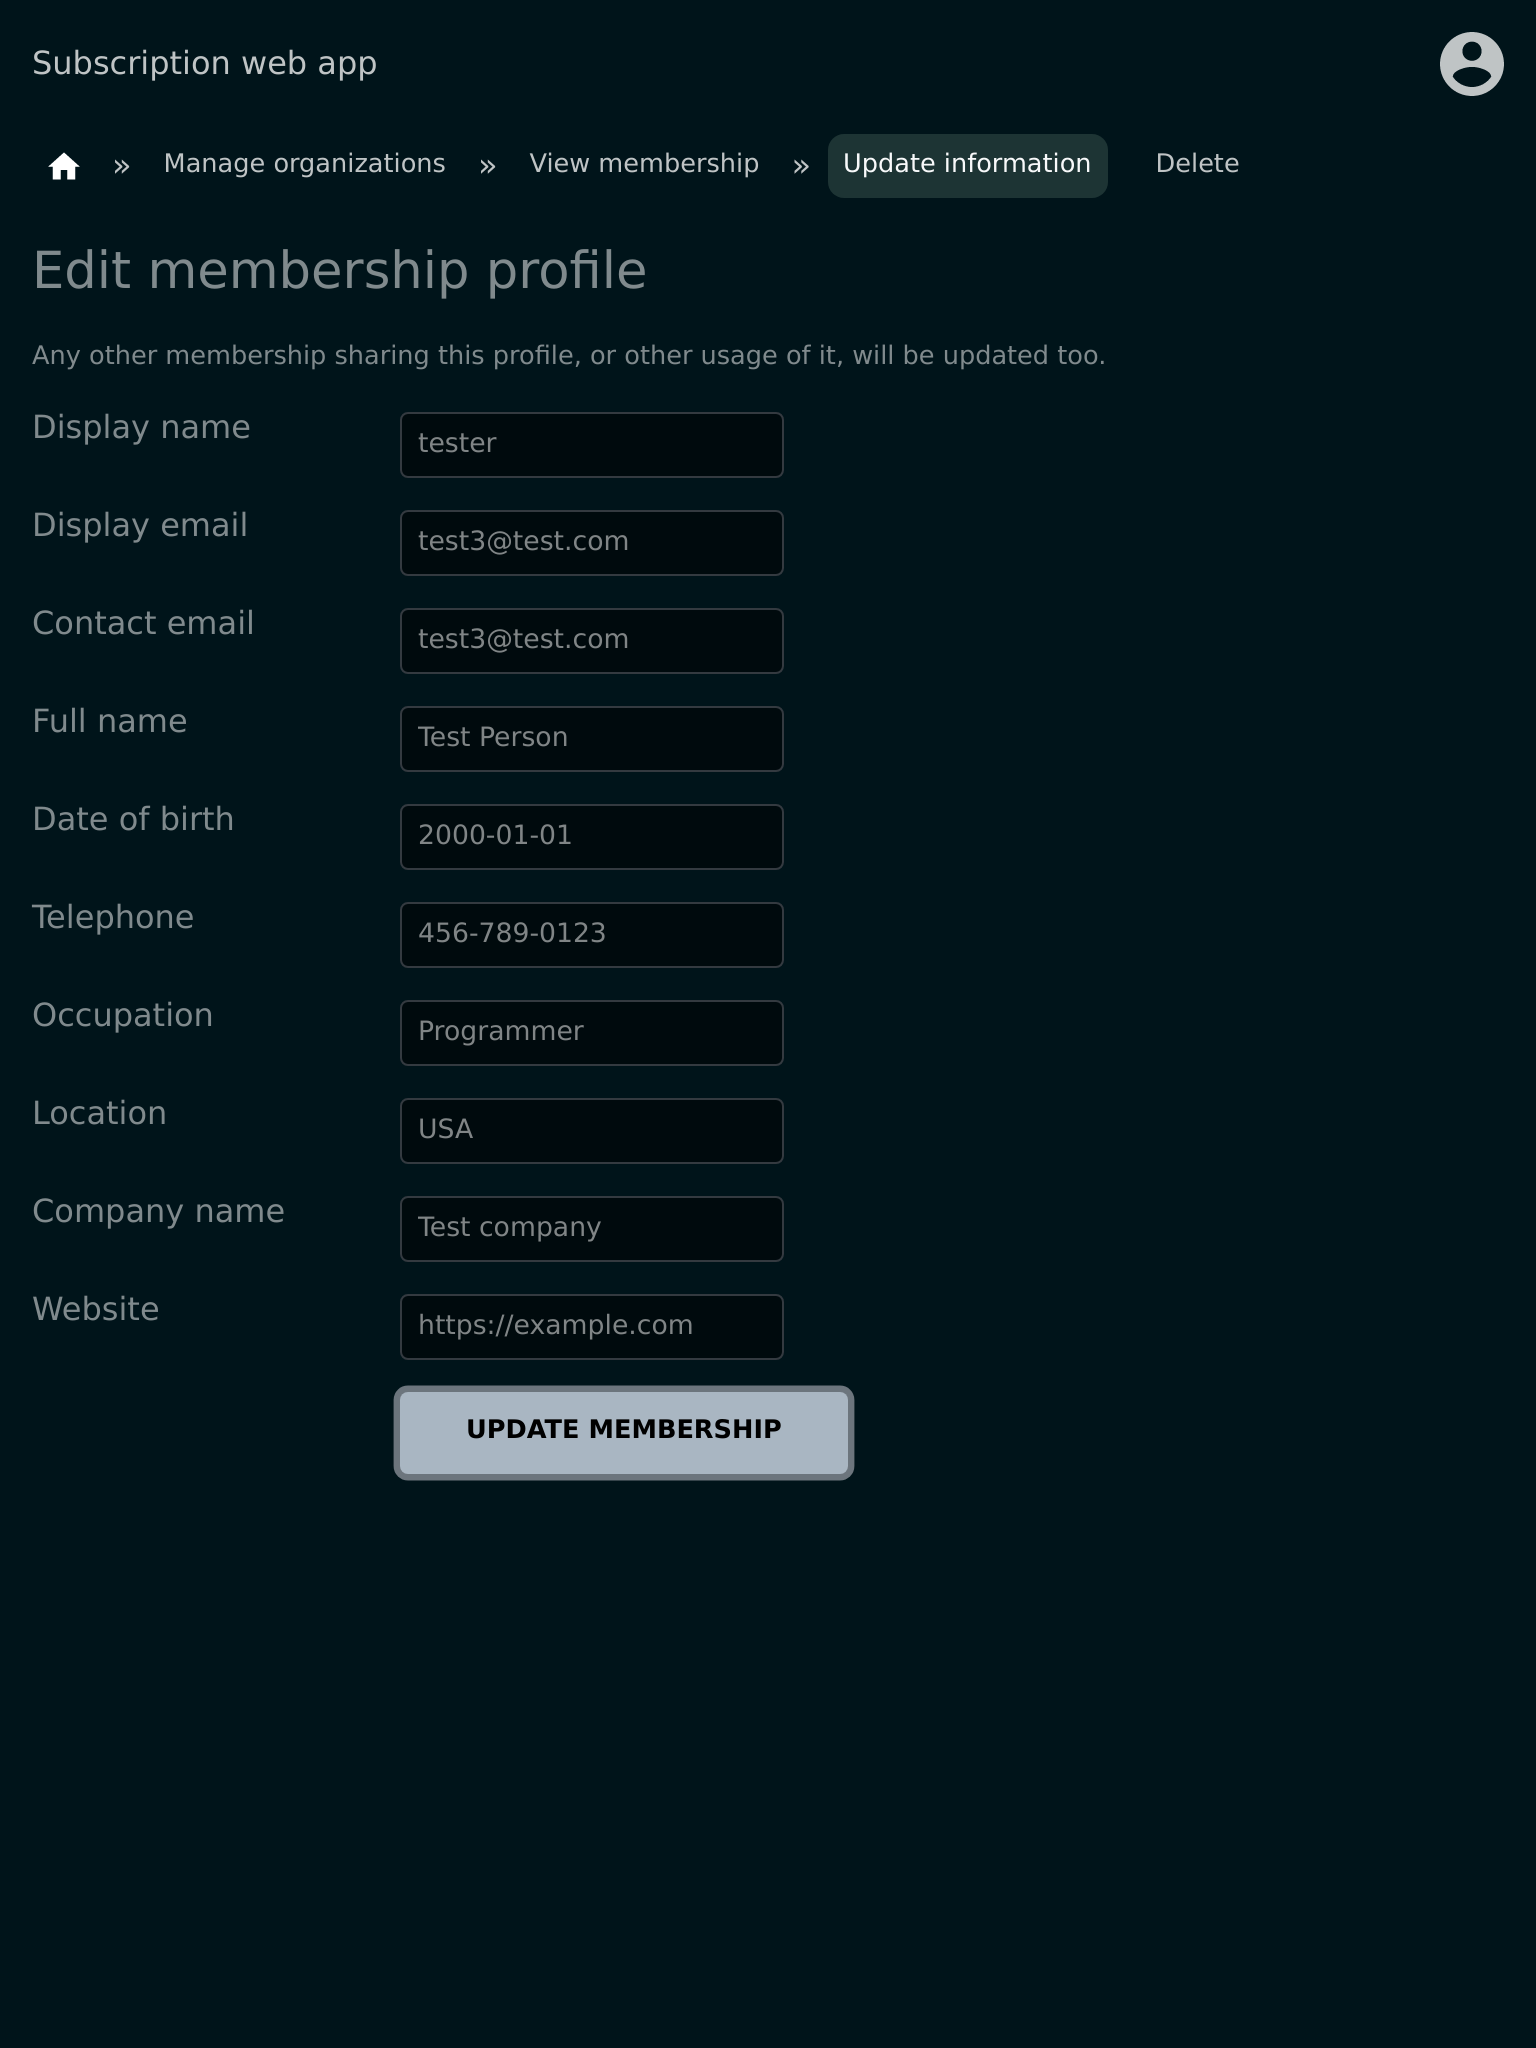 Subscription web app
» Manage organizations » View membership » Update information Delete
Edit membership profile
Any other membership sharing this profile, or other usage of it, will be updated too.
Display name tester
Display email test3@test.com
Contact email test3@test.com
Full name Test Person
Date of birth 2000-01-01
Telephone 456-789-0123
Occupation Programmer
Location USA
Company name Test company
Website https://example.com
UPDATE MEMBERSHIP